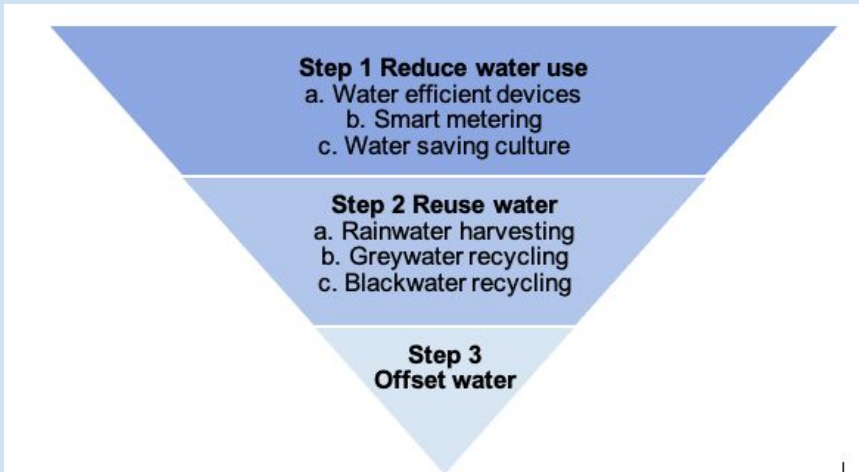 Step 1 Reduce water use
a. Water efficient devices
b. Smart metering
c. Water saving culture
Step 2 Reuse water
a. Rainwater harvesting
b. Greywater recycling
c. Blackwater recycling
Step 3
Offset water